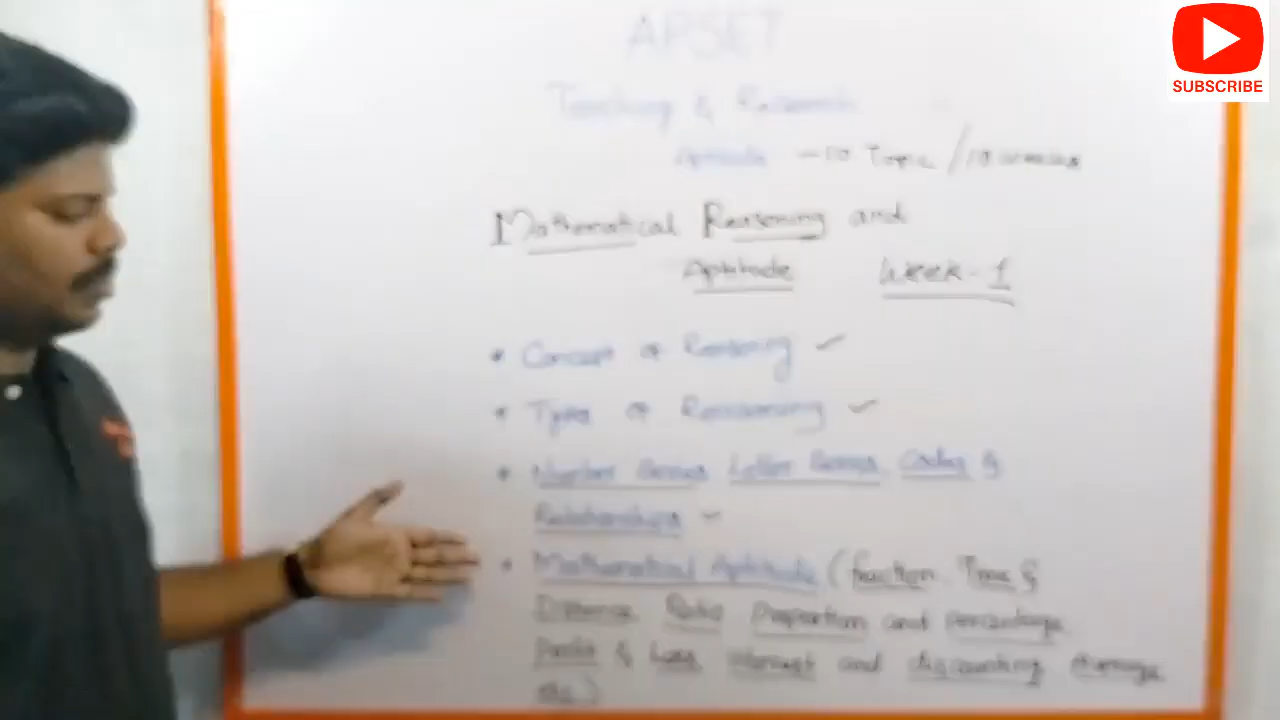 APSET
Teaching & Research
Aptitude - 10 Topic / 10 weeks
Mathematical Reasoning and
Aptitude Week - 1
• Concept of Reasoning ✓
• Types of Reasoning ✓
• Number Series Letter Series Codes &
Relationships ✓
• Mathematical Aptitude (fraction Time &
Distance Ratio Proportion and percentage
Profit & Loss Interest and discounting Average
etc.)
SUBSCRIBE